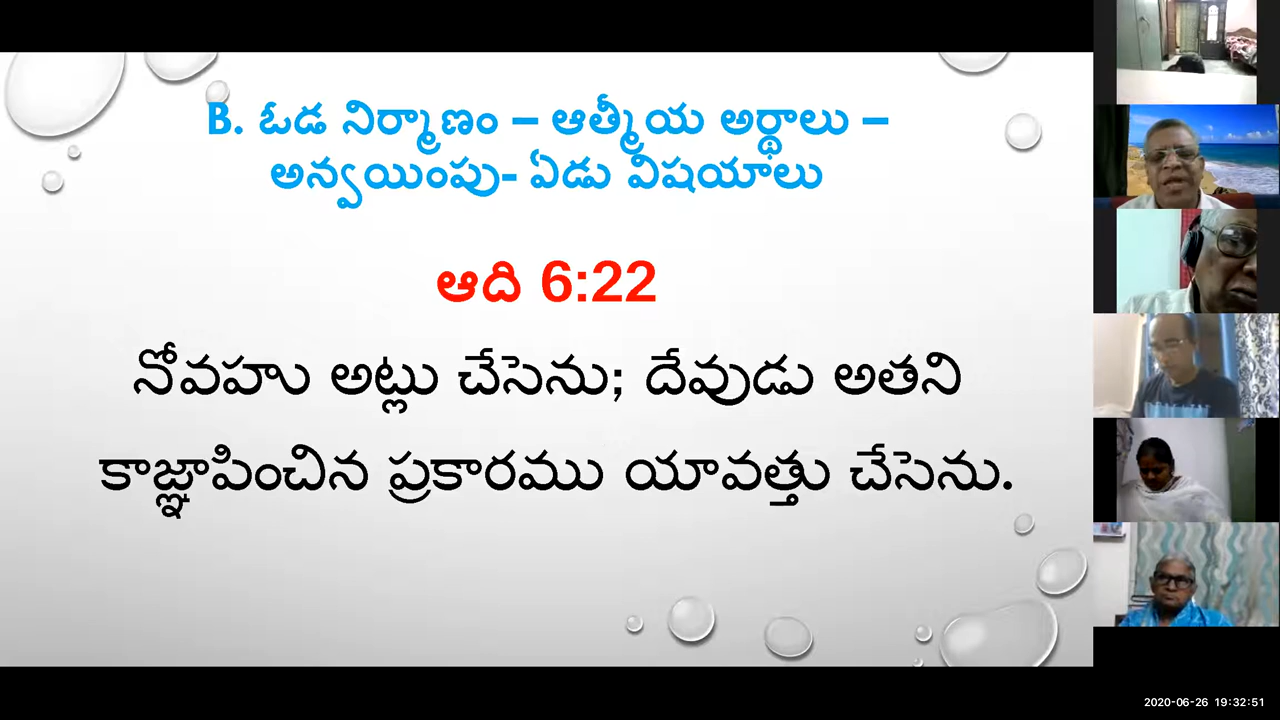 B. ఓడ నిర్మాణం – ఆత్మీయ అర్థాలు –
అన్వయింపు- ఏడు విషయాలు
ఆది 6:22
నోవహు అట్లు చేసెను; దేవుడు అతని
కాజ్ఞాపించిన ప్రకారము యావత్తు చేసెను.
2020-06-26 19:32:51